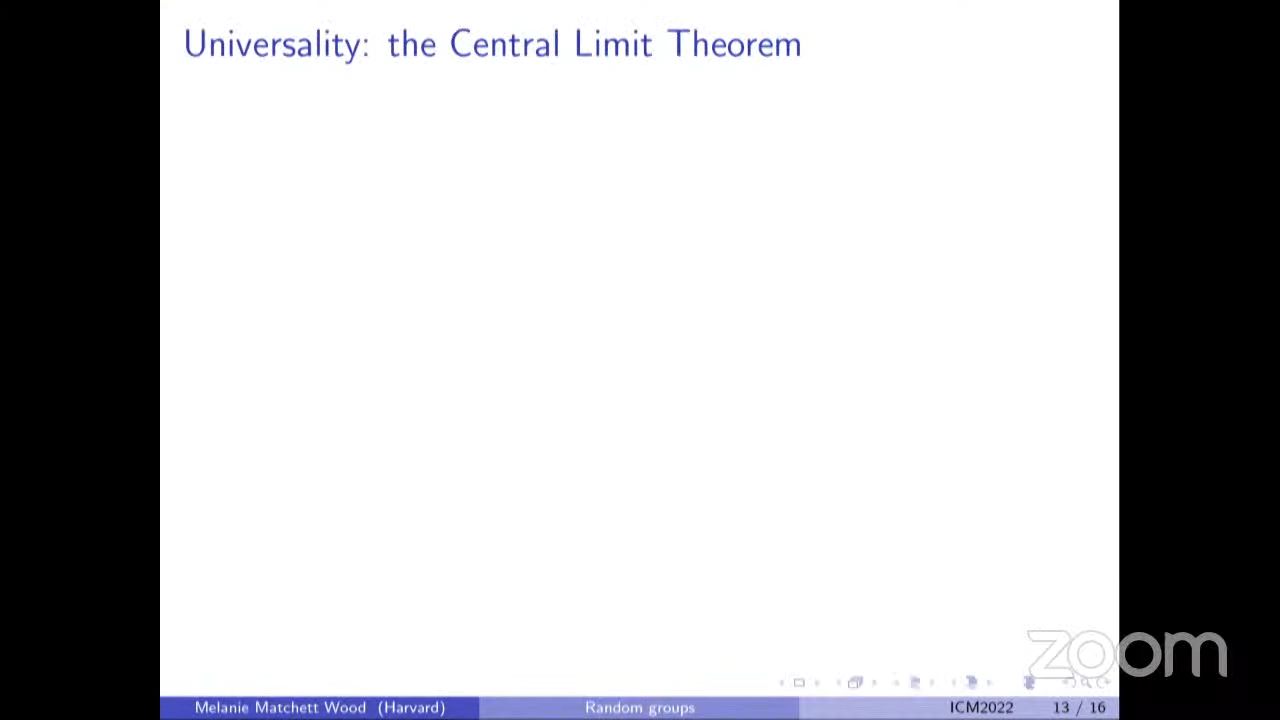 Universality: the Central Limit Theorem
zoom
Melanie Matchett Wood (Harvard) Random groups ICM2022 13 / 16